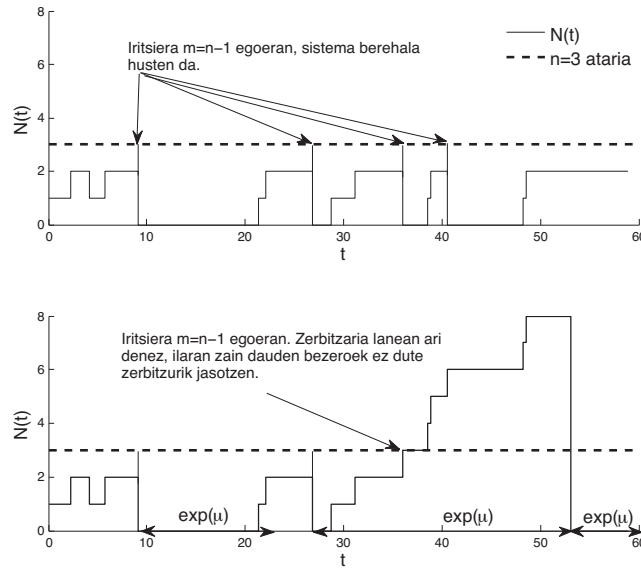 8
6
4
2
0
N(t)
Iritsiera m=n−1 egoeran, sistema berehala
husten da.
N(t)
n=3 ataria
0 10 20 30 40 50 60
t
8
6
4
2
0
N(t)
Iritsiera m=n−1 egoeran. Zerbitzaria lanean ari
denez, ilaran zain dauden bezeroek ez dute
zerbitzurik jasotzen.
exp(μ) exp(μ) exp(μ)
0 10 20 30 40 50 60
t